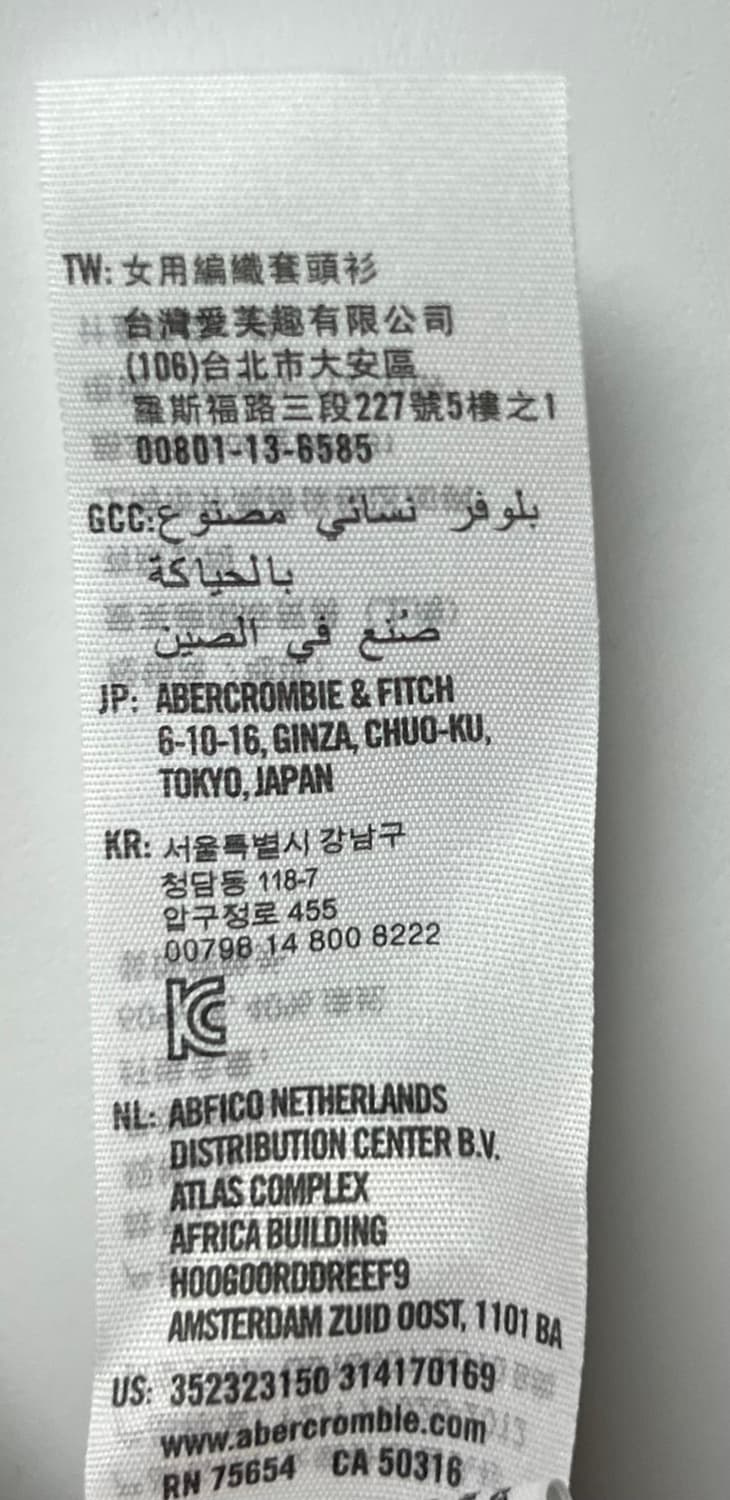 TW: 女用編織套頭衫
台灣愛芙趣有限公司
(106)台北市大安區
羅斯福路三段227號5樓之1
00801-13-6585
GCC: بلوفر نسائي مصنوع
بالحياكة
صُنع في الصين
JP: ABERCROMBIE & FITCH
6-10-16, GINZA, CHUO-KU,
TOKYO, JAPAN
KR: 서울특별시 강남구
청담동 118-7
압구정로 455
00798 14 800 8222
KC
NL: ABFICO NETHERLANDS
DISTRIBUTION CENTER B.V.
ATLAS COMPLEX
AFRICA BUILDING
HOOGOORDDREEF9
AMSTERDAM ZUID OOST, 1101 BA
US: 352323150 314170169
www.abercrombie.com
RN 75654 CA 50316